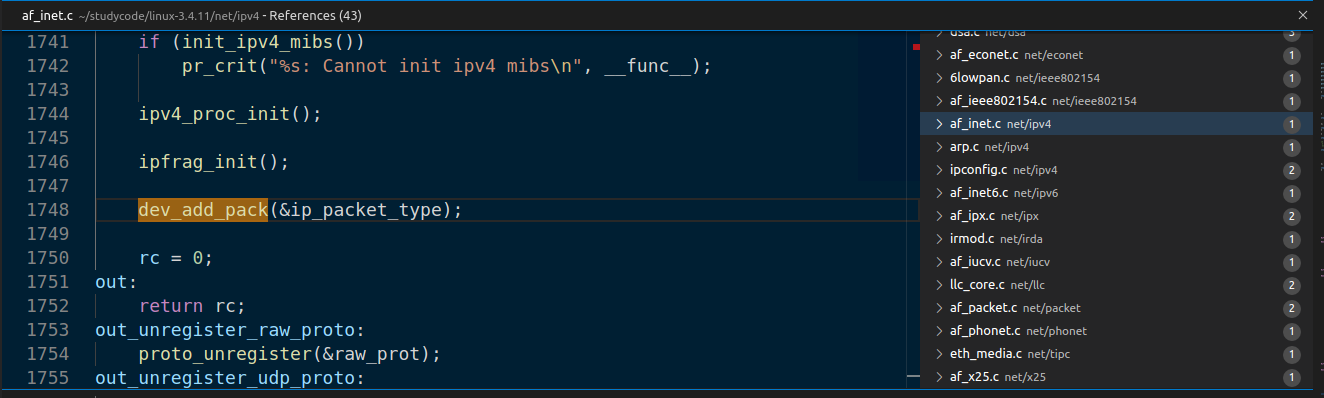 af_inet.c ~/studycode/linux-3.4.11/net/ipv4 - References (43)
1741 if (init_ipv4_mibs())
1742 pr_crit("%s: Cannot init ipv4 mibs\n", __func__);
1743
1744 ipv4_proc_init();
1745
1746 ipfrag_init();
1747
1748 dev_add_pack(&ip_packet_type);
1749
1750 rc = 0;
1751 out:
1752 return rc;
1753 out_unregister_raw_proto:
1754 proto_unregister(&raw_prot);
1755 out_unregister_udp_proto:
dsa.c net/dsa 3
af_econet.c net/econet 1
6lowpan.c net/ieee802154 1
af_ieee802154.c net/ieee802154 1
af_inet.c net/ipv4 1
arp.c net/ipv4 1
ipconfig.c net/ipv4 2
af_inet6.c net/ipv6 1
af_ipx.c net/ipx 2
irmod.c net/irda 1
af_iucv.c net/iucv 1
llc_core.c net/llc 2
af_packet.c net/packet 2
af_phonet.c net/phonet 1
eth_media.c net/tipc 1
af_x25.c net/x25 1